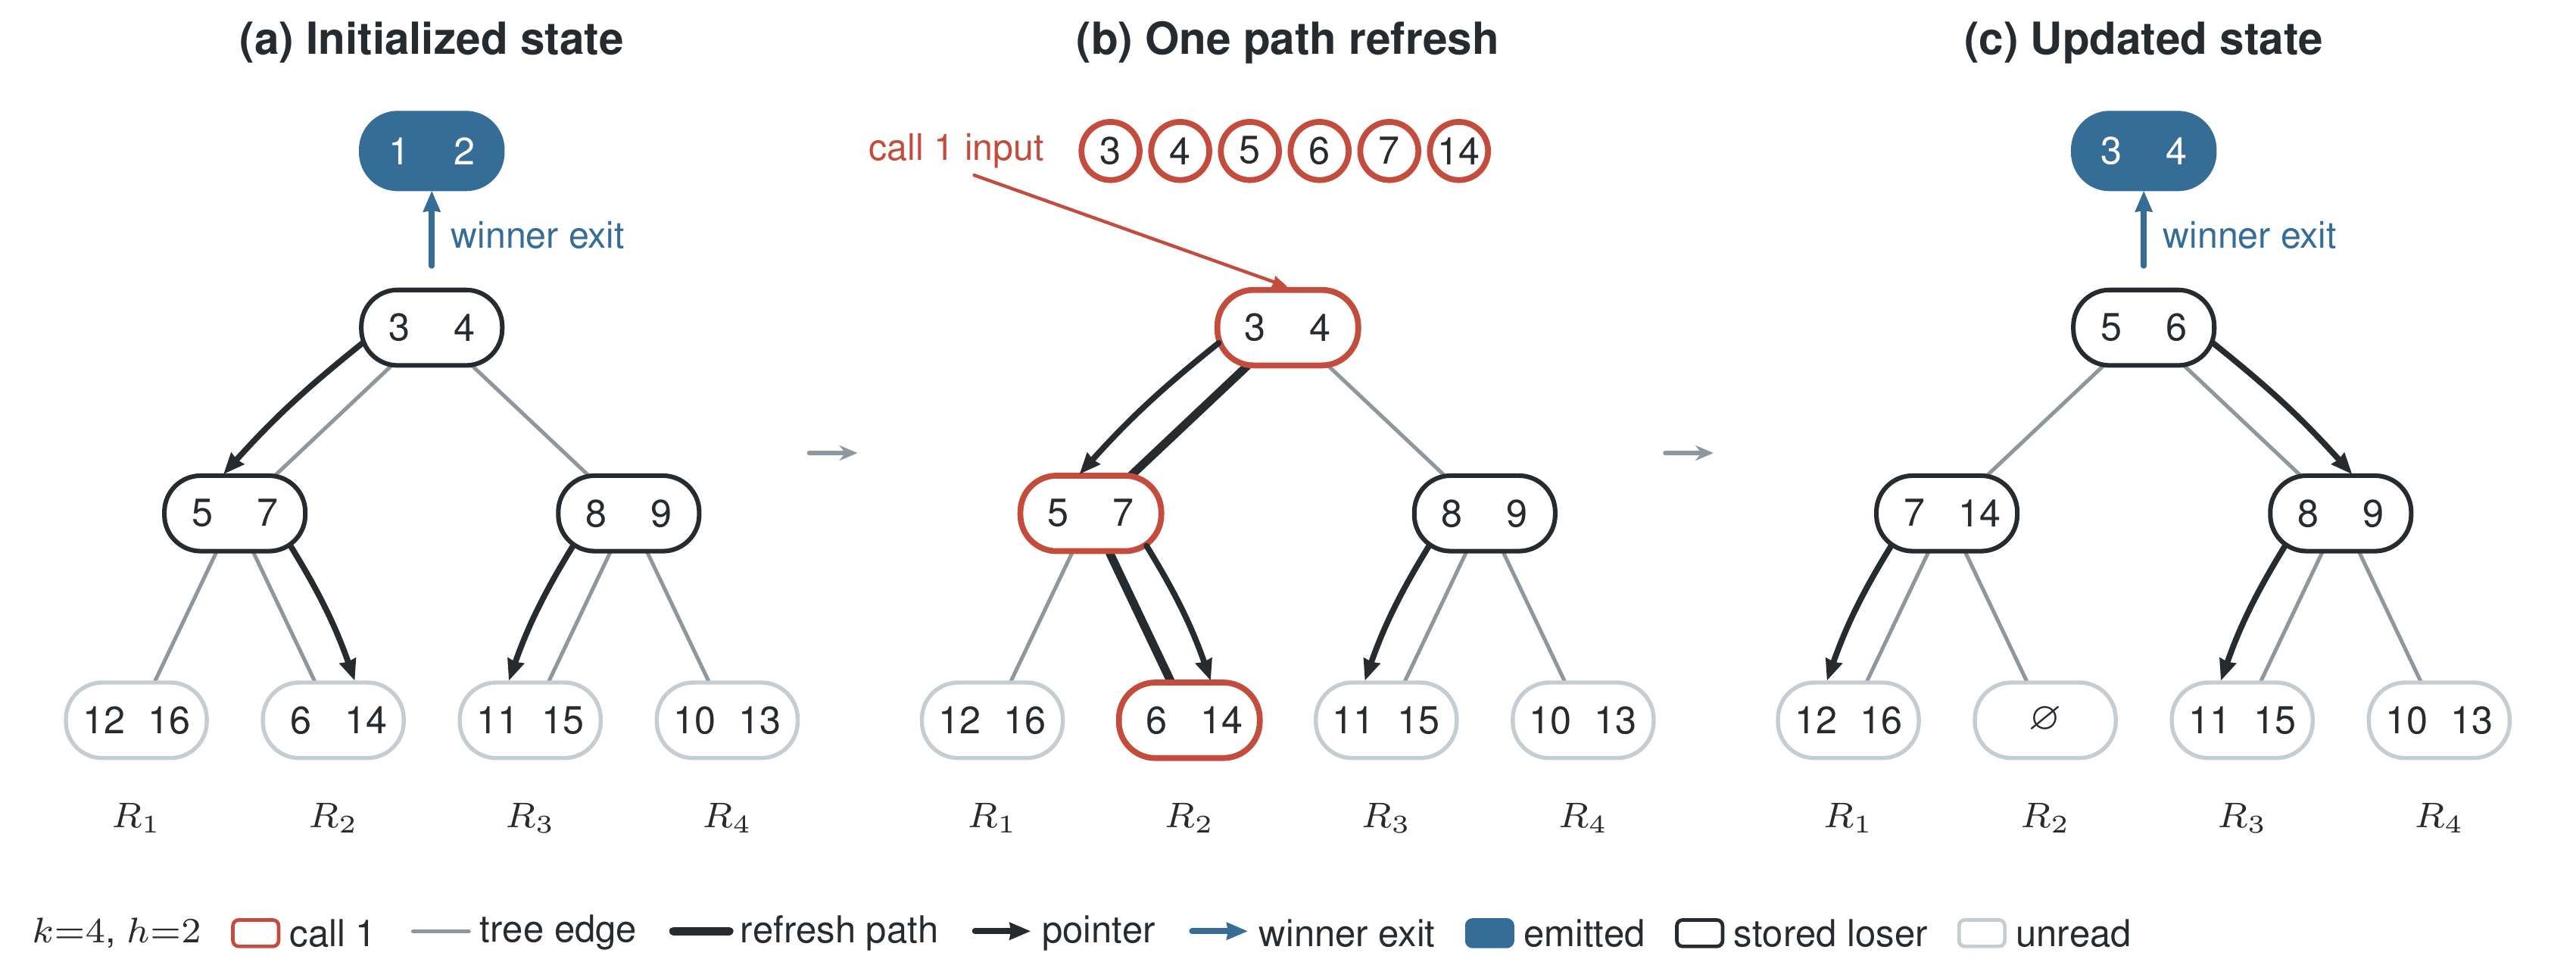 (a) Initialized state
(b) One path refresh
(c) Updated state
1 2
call 1 input
3 4 5 6 7 14
3 4
winner exit
winner exit
3 4
3 4
5 6
5 7
8 9
5 7
8 9
7 14
8 9
12 16
6 14
11 15
10 13
12 16
6 14
11 15
10 13
12 16
∅
11 15
10 13
R1
R2
R3
R4
R1
R2
R3
R4
R1
R2
R3
R4
k=4, h=2
call 1
tree edge
refresh path
pointer
winner exit
emitted
stored loser
unread